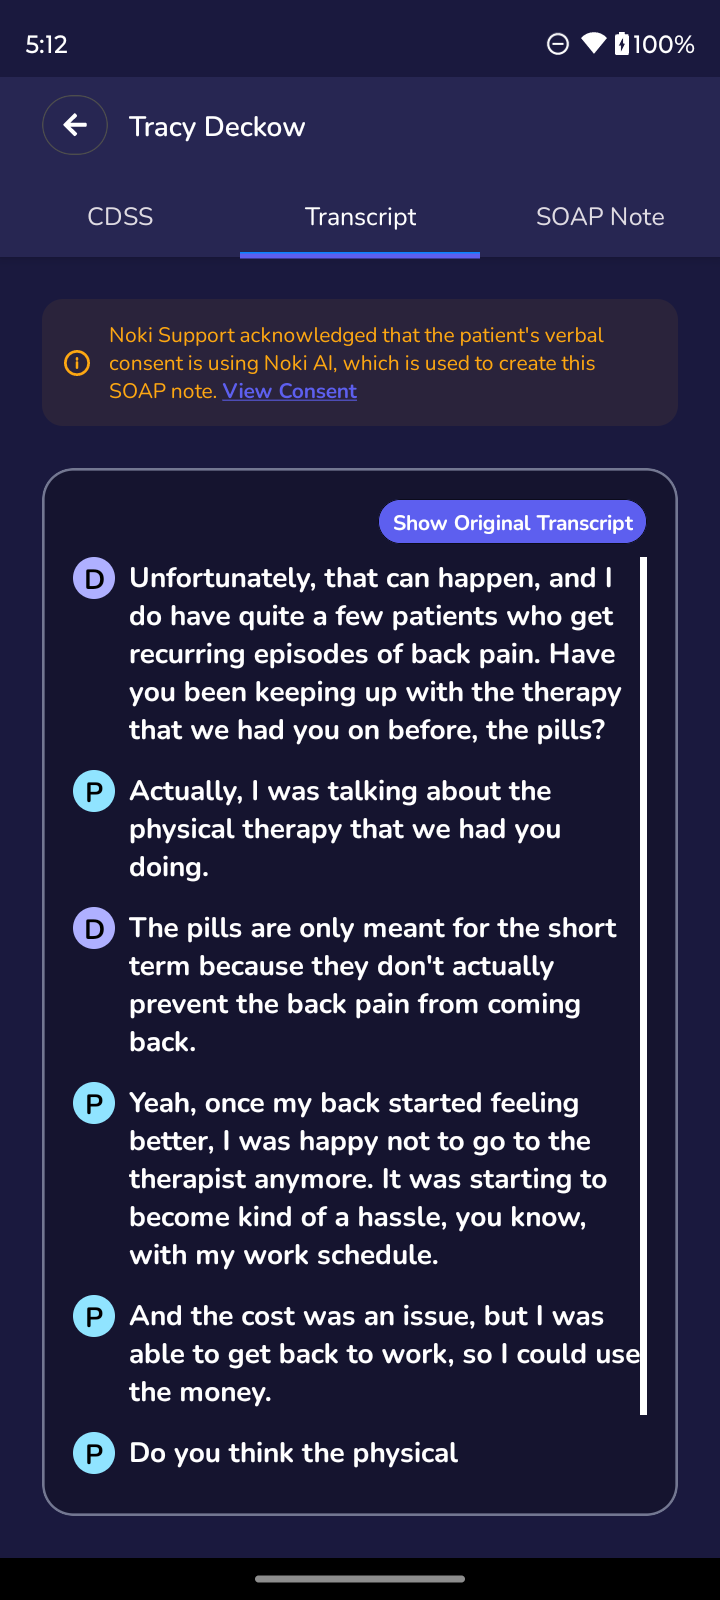 5:12
100%
Tracy Deckow
CDSS
Transcript
SOAP Note
Noki Support acknowledged that the patient's verbal
consent is using Noki AI, which is used to create this
SOAP note. View Consent
Show Original Transcript
D
Unfortunately, that can happen, and I
do have quite a few patients who get
recurring episodes of back pain. Have
you been keeping up with the therapy
that we had you on before, the pills?
P
Actually, I was talking about the
physical therapy that we had you
doing.
D
The pills are only meant for the short
term because they don't actually
prevent the back pain from coming
back.
P
Yeah, once my back started feeling
better, I was happy not to go to the
therapist anymore. It was starting to
become kind of a hassle, you know,
with my work schedule.
P
And the cost was an issue, but I was
able to get back to work, so I could use
the money.
P
Do you think the physical